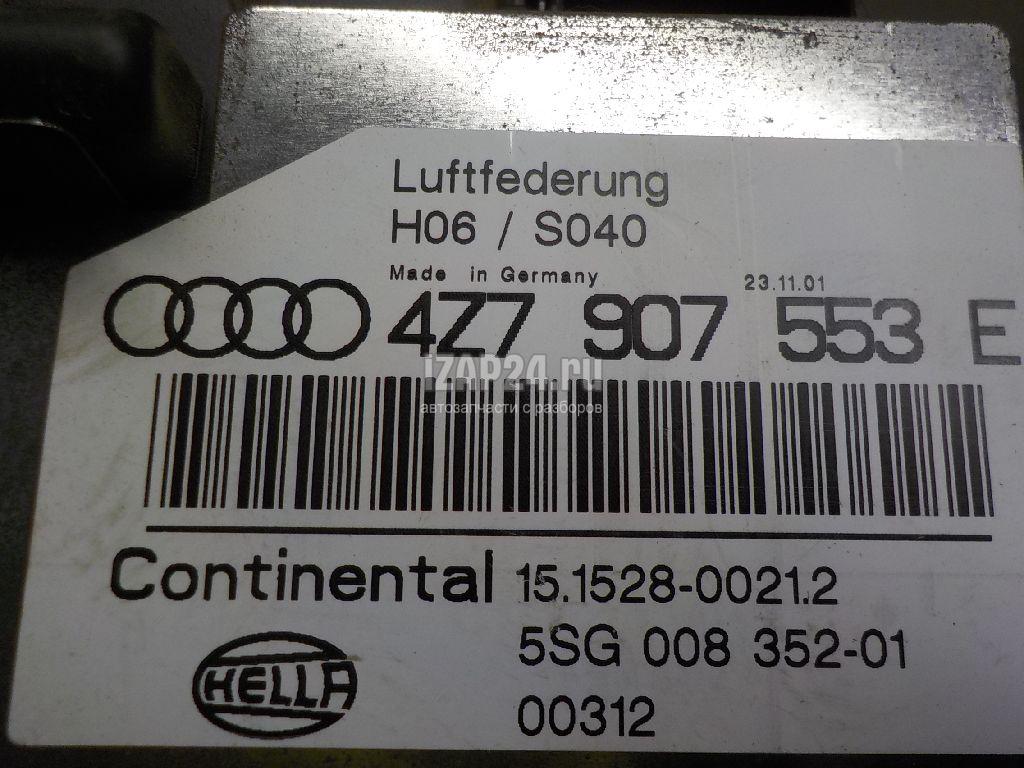 Luftfederung
H06 / S040
Made in Germany 23.11.01
4Z7 907 553 E
iZAP24.ru
автозапчасти с разборов
Continental 15.1528-0021.2
5SG 008 352-01
HELLA
00312